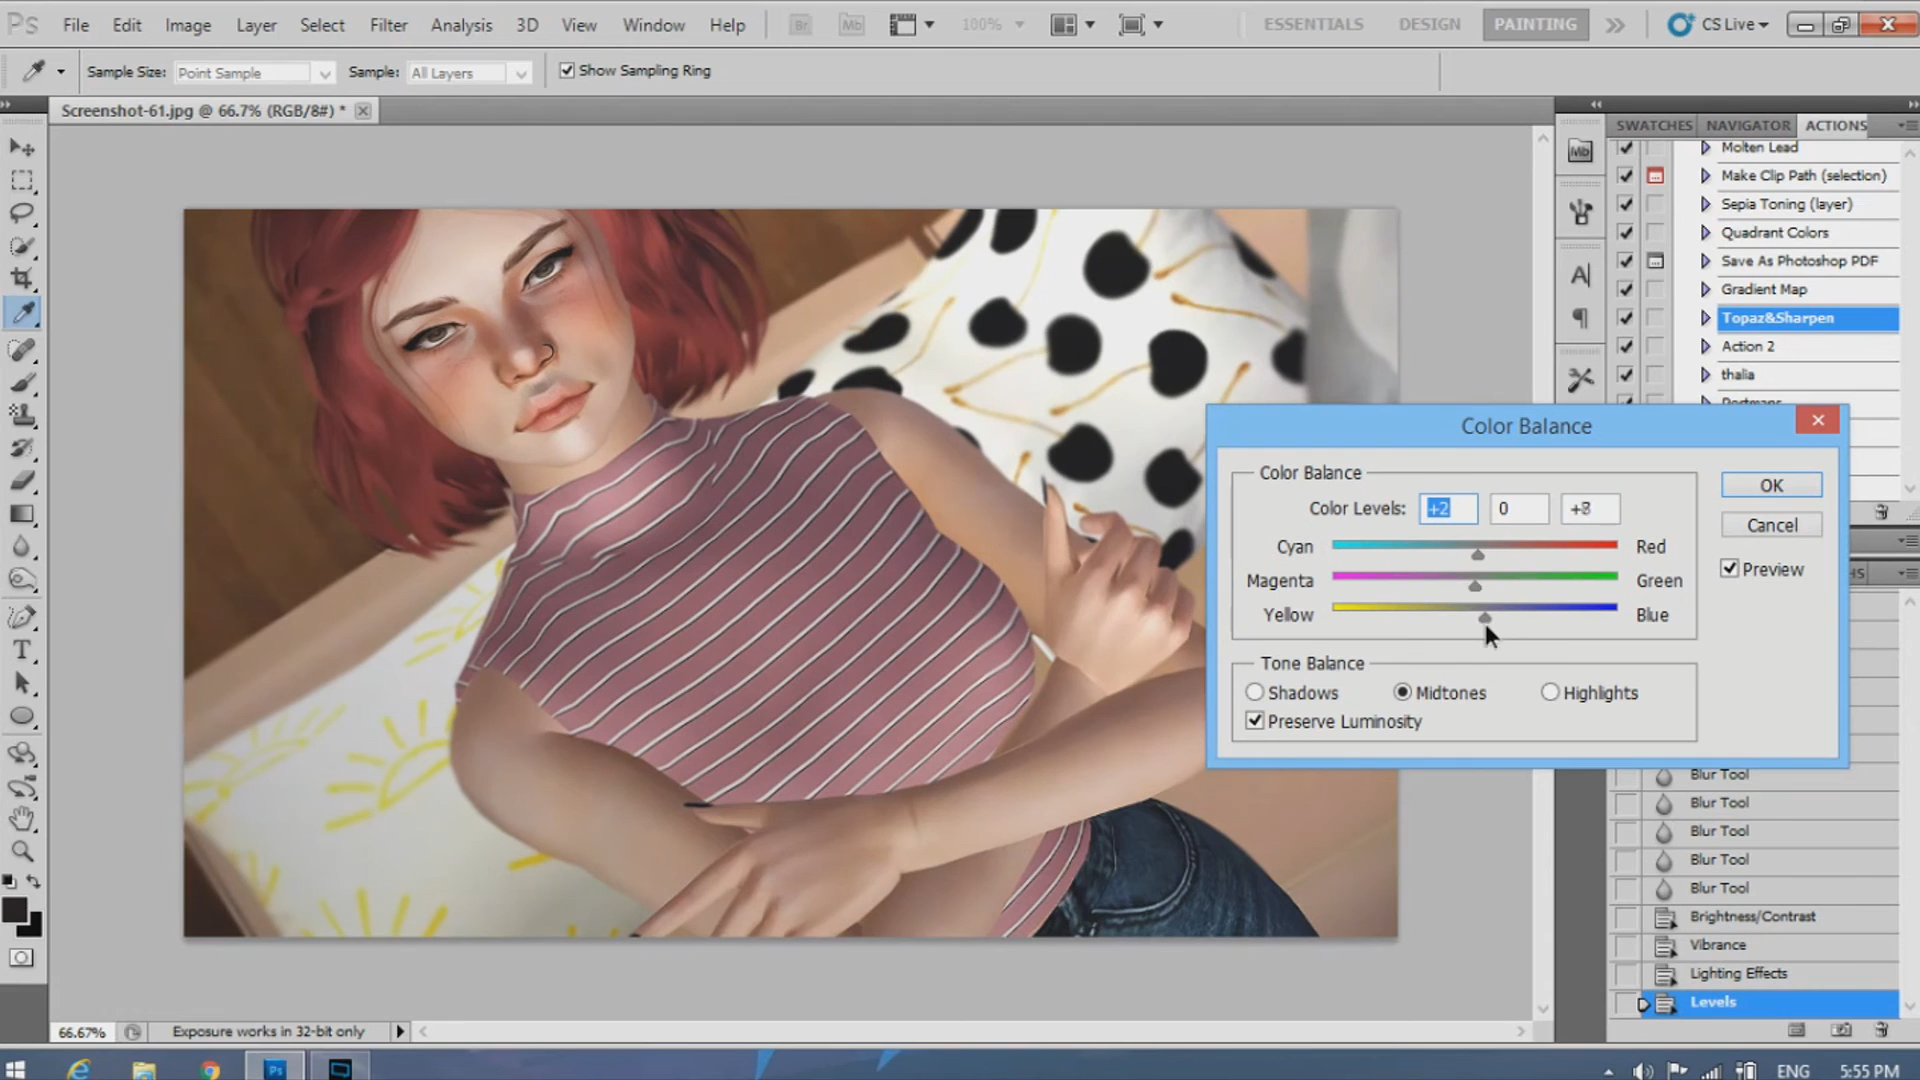 Ps File Edit Image Layer Select Filter Analysis 3D View Window Help Br Mb 100% ESSENTIALS DESIGN PAINTING CS Live
Sample Size: Point Sample Sample: All Layers Show Sampling Ring
Screenshot-61.jpg @ 66.7% (RGB/8#) *
SWATCHES NAVIGATOR ACTIONS
Mb
Molten Lead
Make Clip Path (selection)
Sepia Toning (layer)
Quadrant Colors
Save As Photoshop PDF
Gradient Map
Topaz&Sharpen
Action 2
thalia
Color Balance
Color Balance
Color Levels: +2 0
OK
Cancel
Preview
Cyan Red
Magenta Green
Yellow Blue
Tone Balance
Shadows Midtones Highlights
Preserve Luminosity
Blur Tool
Blur Tool
Blur Tool
Blur Tool
Blur Tool
Brightness/Contrast
Vibrance
Lighting Effects
Levels
66.67% Exposure works in 32-bit only
Ps ENG 5:55 PM